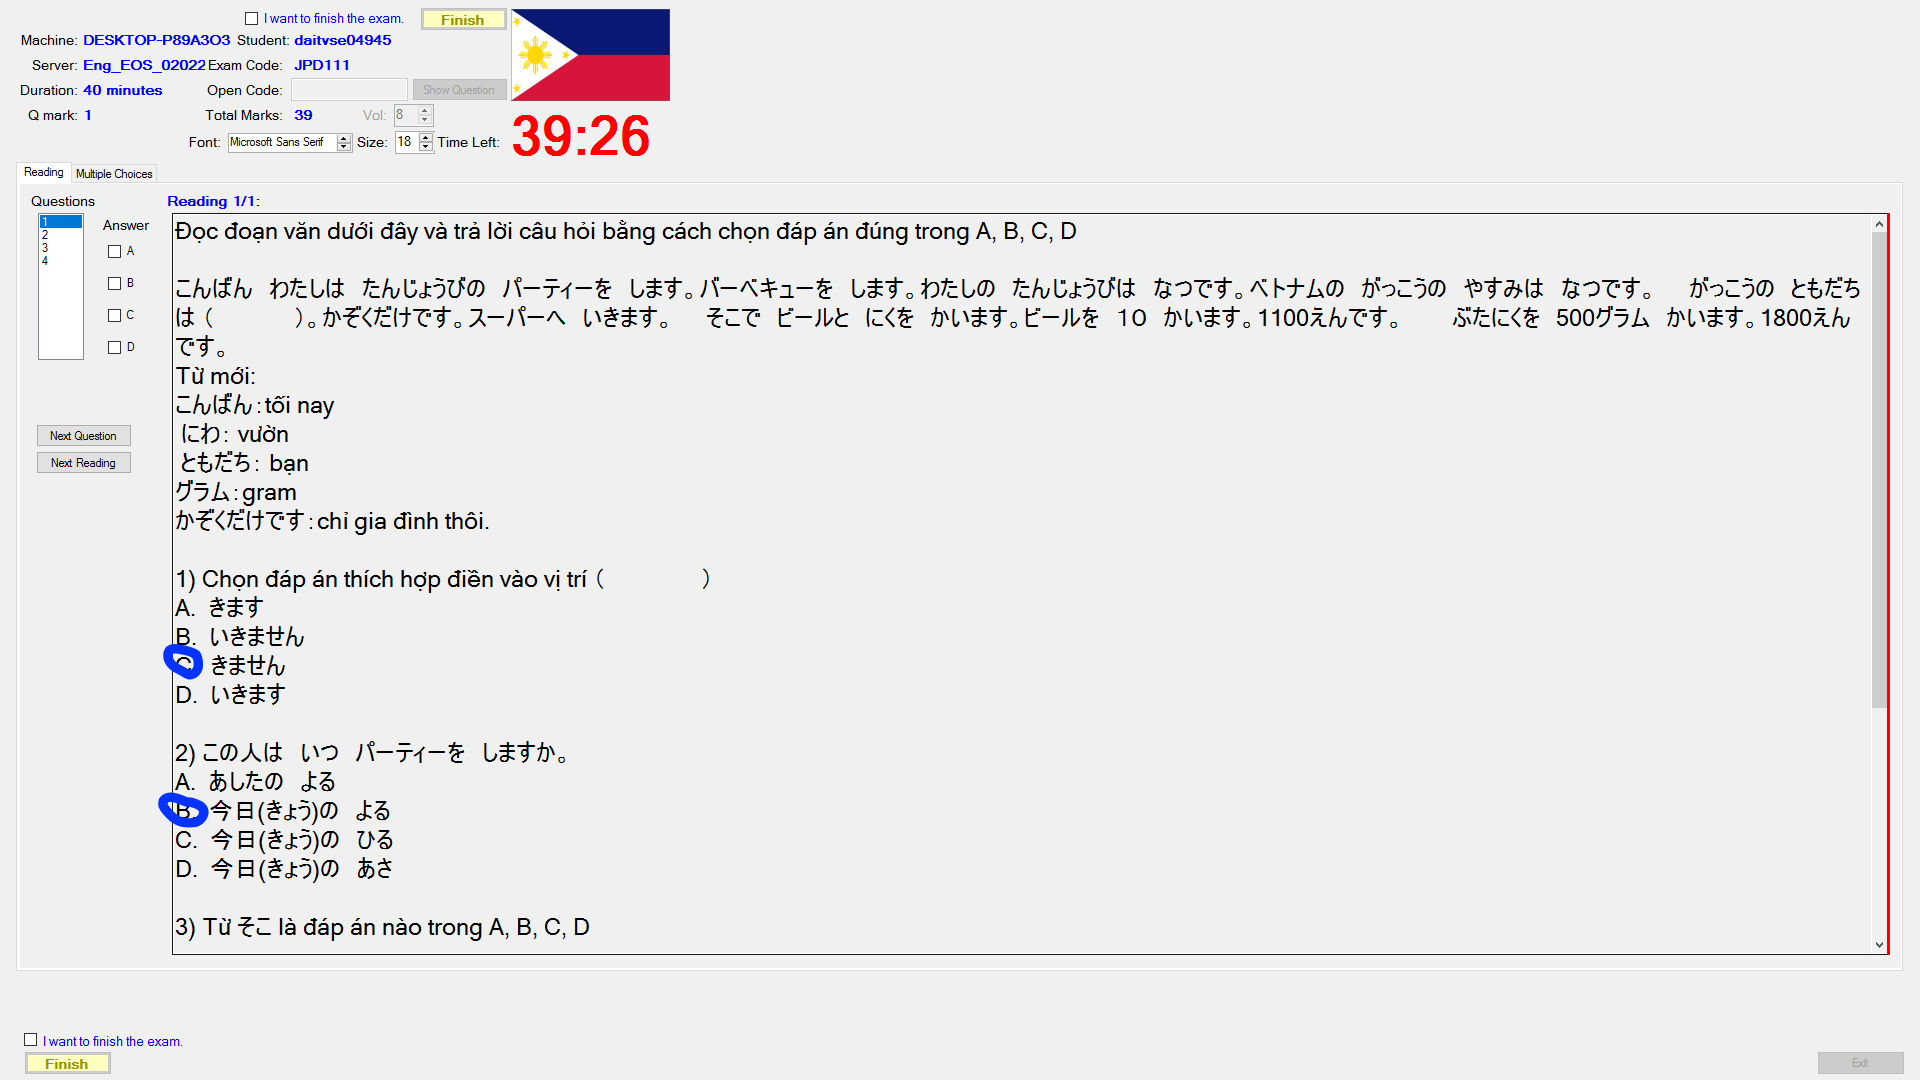 I want to finish the exam.
Finish
Machine: DESKTOP-P89A3O3 Student: daitvse04945
Server: Eng_EOS_02022 Exam Code: JPD111
Duration: 40 minutes Open Code: Show Question
Q mark: 1 Total Marks: 39 Vol: 8
Font: Microsoft Sans Serif Size: 18 Time Left: 39:26
Reading Multiple Choices
Questions
Reading 1/1:
1
2
3
4
Answer
A
B
C
D
Next Question
Next Reading
Đọc đoạn văn dưới đây và trả lời câu hỏi bằng cách chọn đáp án đúng trong A, B, C, D
こんばん　わたしは　たんじょうびの　パーティーを　します。バーベキューを　します。わたしの　たんじょうびは　なつです。ベトナムの　がっこうの　やすみは　なつです。　がっこうの　ともだち
は（　　　　）。かぞくだけです。スーパーへ　いきます。　そこで　ビールと　にくを　かいます。ビールを　１０　かいます。1100えんです。　　ぶたにくを　500グラム　かいます。1800えん
です。
Từ mới:
こんばん：tối nay
にわ： vườn
ともだち： bạn
グラム：gram
かぞくだけです：chỉ gia đình thôi.
1) Chọn đáp án thích hợp điền vào vị trí（　　　　）
A. きます
B. いきません
C. きません
D. いきます
2) この人は　いつ　パーティーを　しますか。
A. あしたの　よる
B. 今日(きょう)の　よる
C. 今日(きょう)の　ひる
D. 今日(きょう)の　あさ
3) Từ そこ là đáp án nào trong A, B, C, D
I want to finish the exam.
Finish
Exit